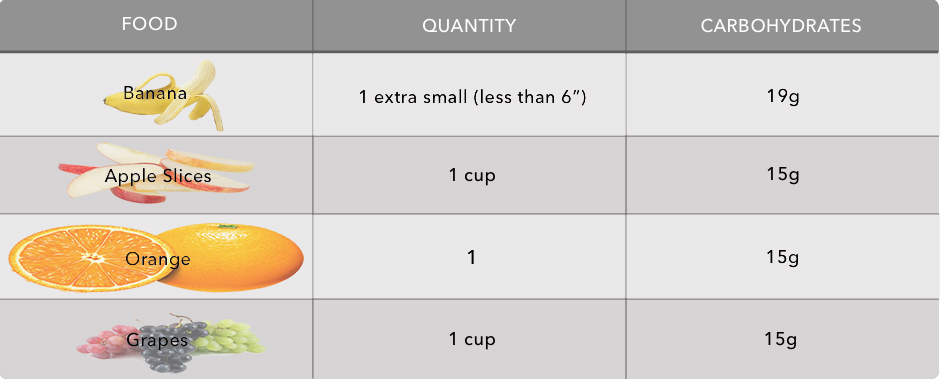 FOOD QUANTITY CARBOHYDRATES
Banana 1 extra small (less than 6”) 19g
Apple Slices 1 cup 15g
Orange 1 15g
Grapes 1 cup 15g